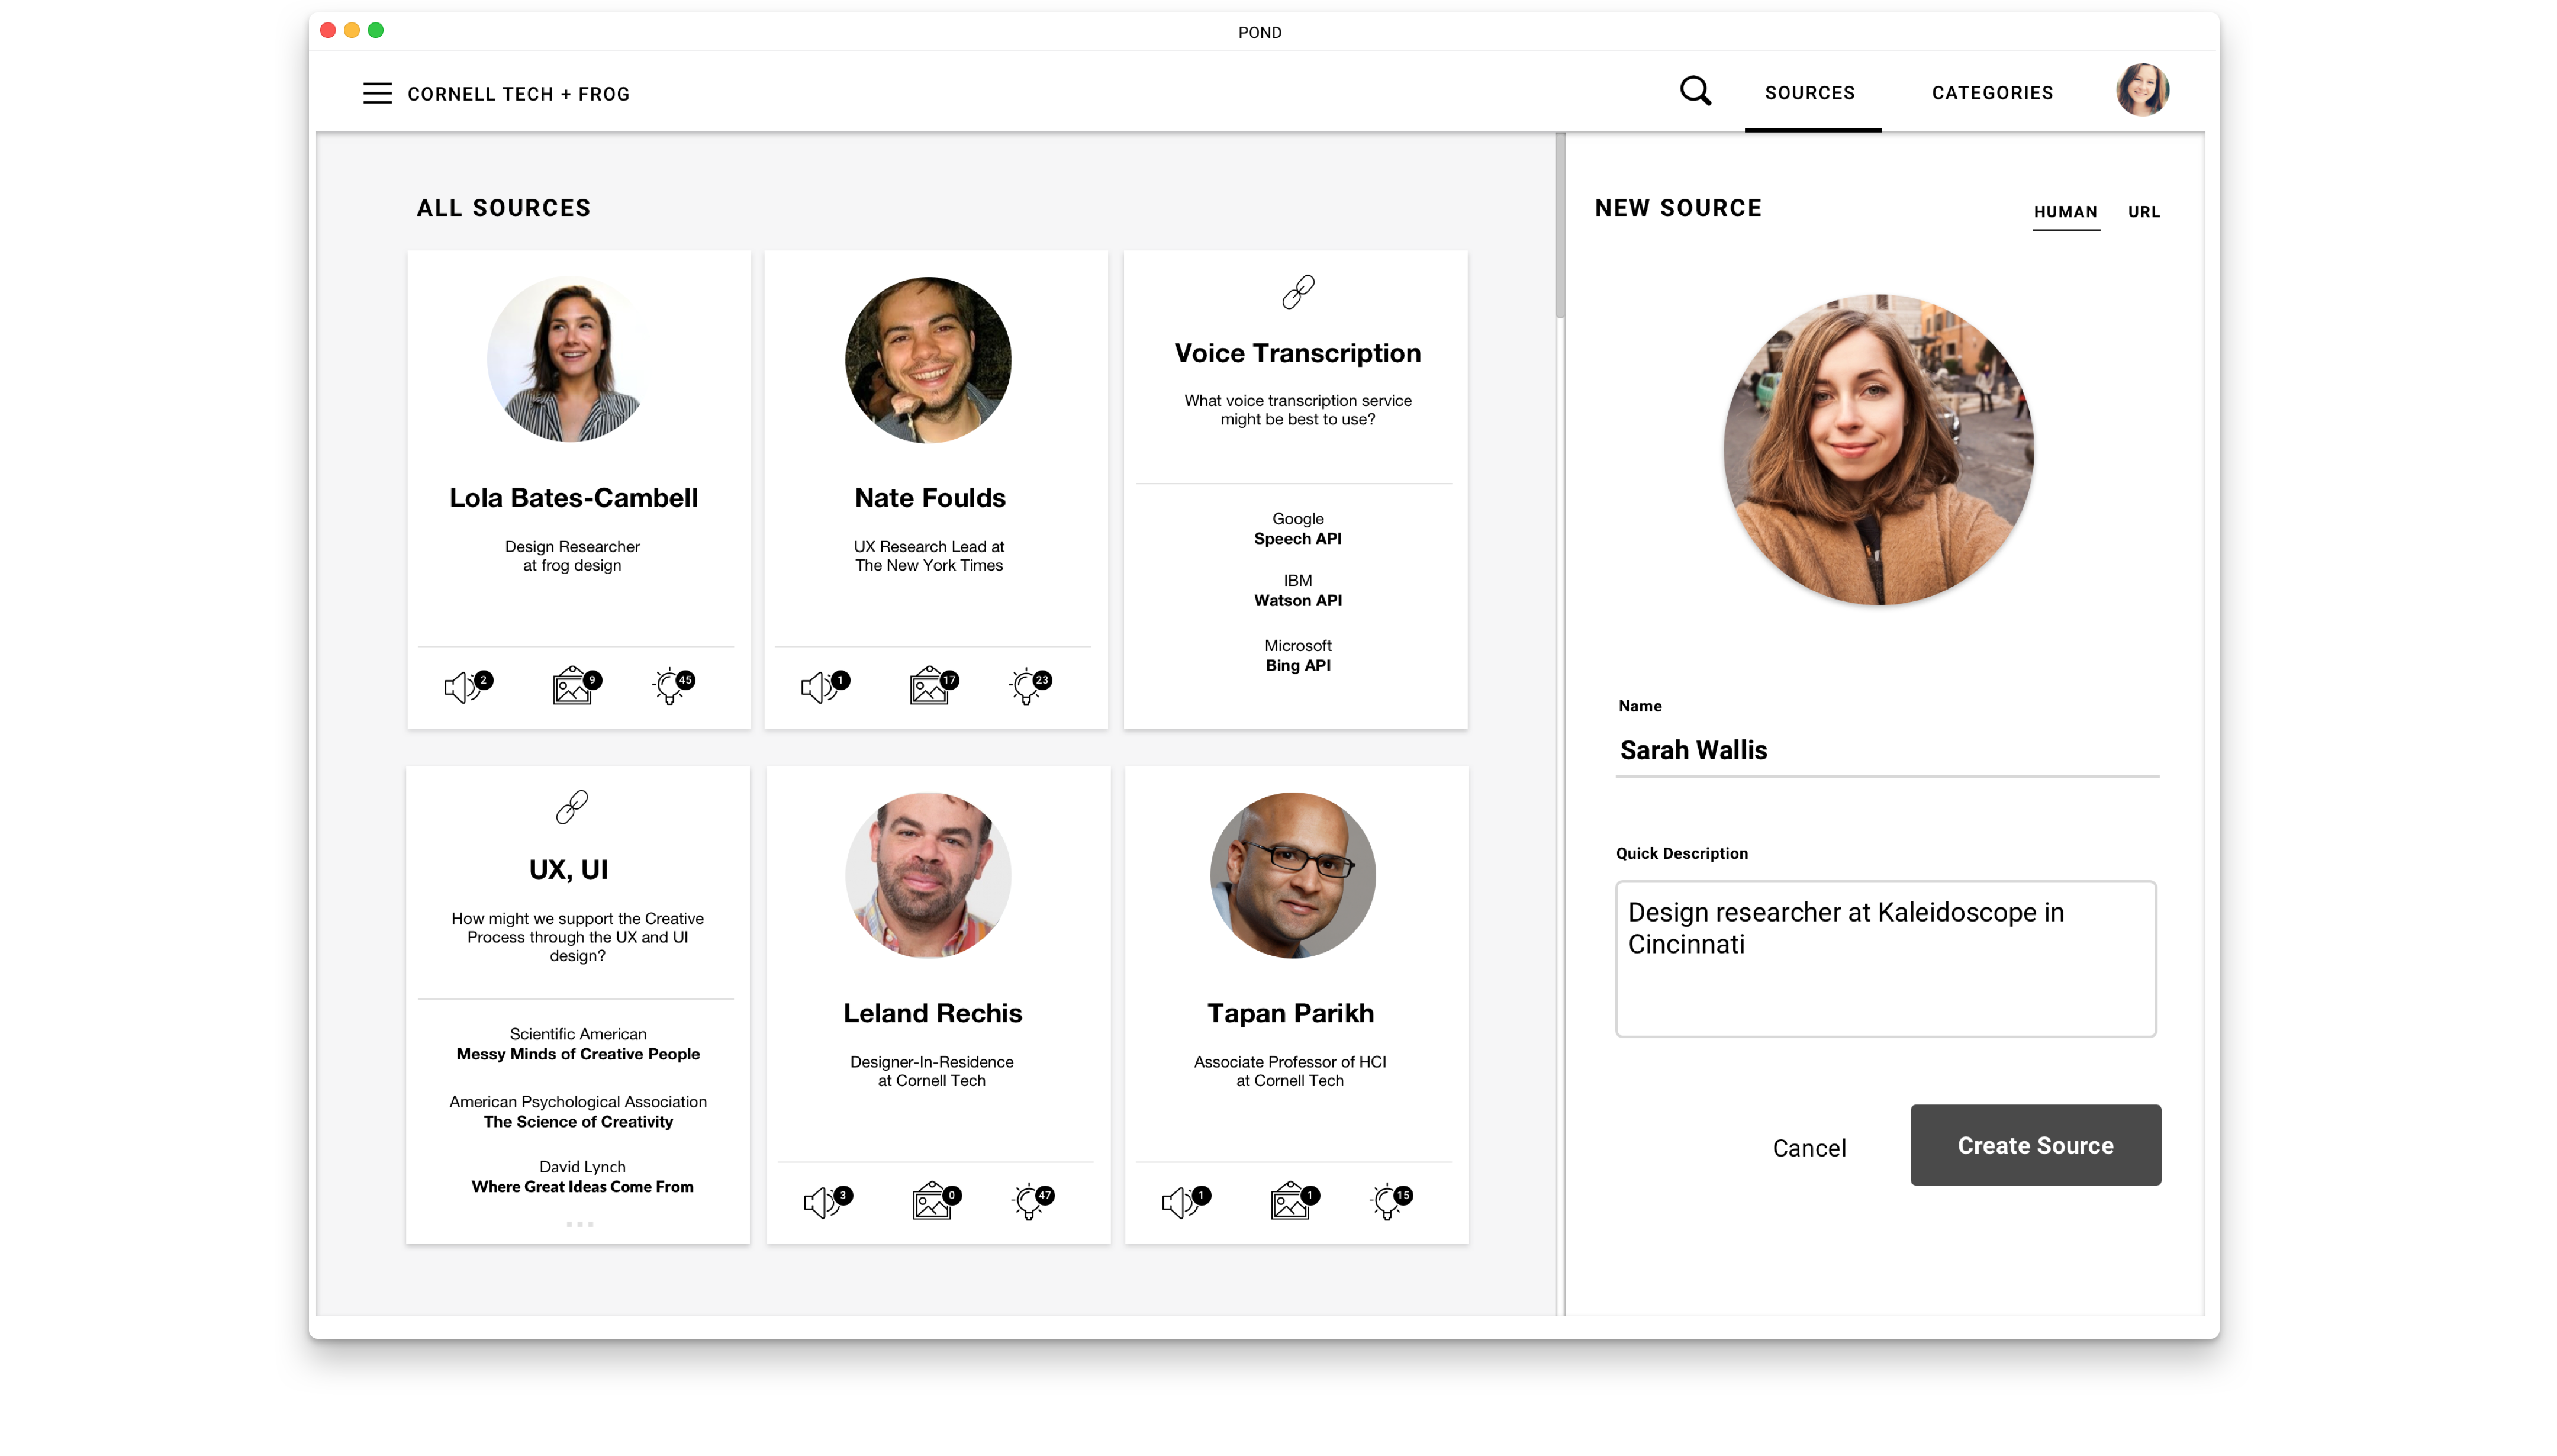 POND
CORNELL TECH + FROG
SOURCES
CATEGORIES
ALL SOURCES
Lola Bates-Cambell
Design Researcher
at frog design
2
9
45
Nate Foulds
UX Research Lead at
The New York Times
1
17
23
Voice Transcription
What voice transcription service
might be best to use?
Google
Speech API
IBM
Watson API
Microsoft
Bing API
UX, UI
How might we support the Creative
Process through the UX and UI
design?
Scientific American
Messy Minds of Creative People
American Psychological Association
The Science of Creativity
David Lynch
Where Great Ideas Come From
Leland Rechis
Designer-In-Residence
at Cornell Tech
3
0
47
Tapan Parikh
Associate Professor of HCI
at Cornell Tech
1
1
15
NEW SOURCE
HUMAN
URL
Name
Sarah Wallis
Quick Description
Design researcher at Kaleidoscope in
Cincinnati
Cancel
Create Source